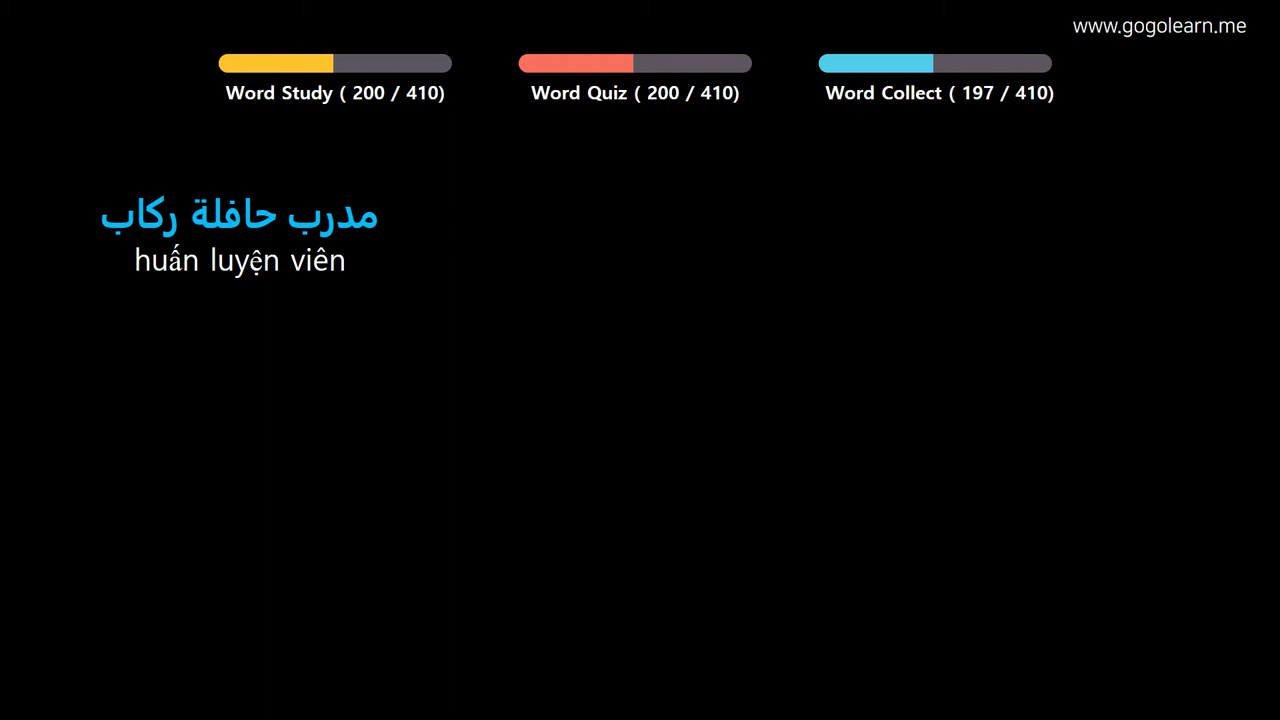 www.gogolearn.me
Word Study ( 200 / 410)
Word Quiz ( 200 / 410)
Word Collect ( 197 / 410)
مدرب حافلة ركاب
huấn luyện viên